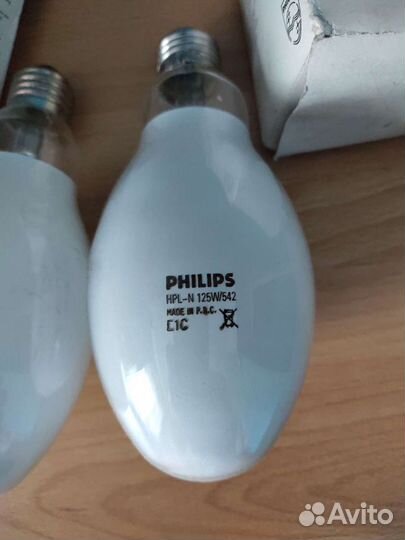 PHILIPS
HPL-N 125W/542
MADE IN P.R.C.
E1C
Avito